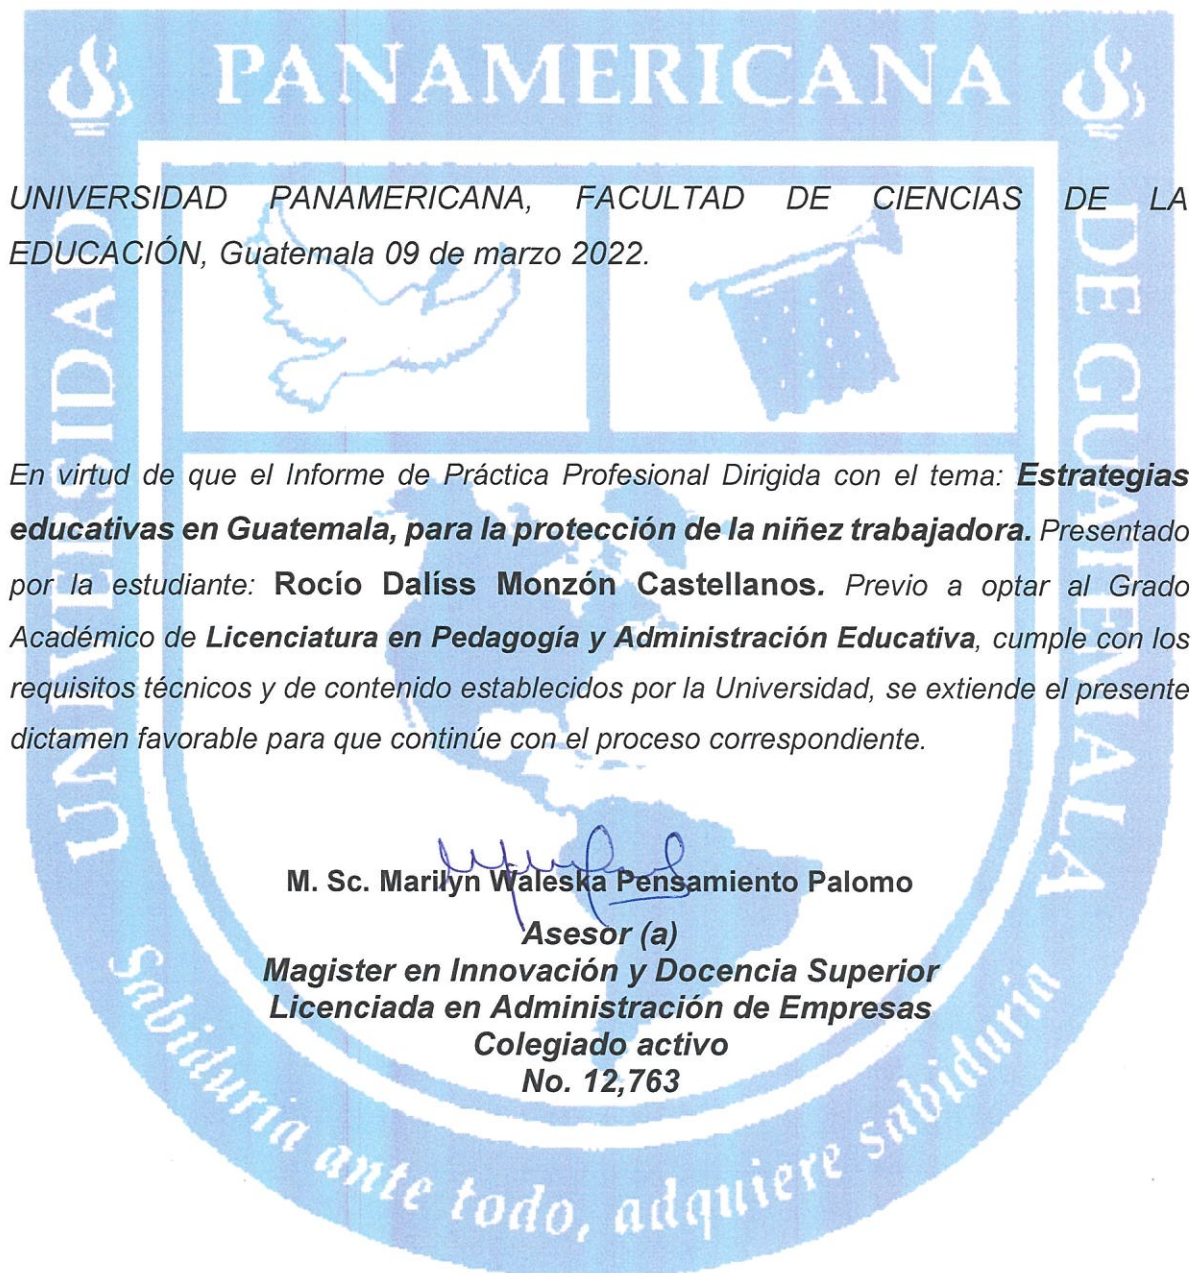 PANAMERICANA
UNIVERSIDAD
DE GUATEMALA
UNIVERSIDAD PANAMERICANA, FACULTAD DE CIENCIAS DE LA
EDUCACIÓN, Guatemala 09 de marzo 2022.
En virtud de que el Informe de Práctica Profesional Dirigida con el tema: Estrategias
educativas en Guatemala, para la protección de la niñez trabajadora. Presentado
por la estudiante: Rocío Dalíss Monzón Castellanos. Previo a optar al Grado
Académico de Licenciatura en Pedagogía y Administración Educativa, cumple con los
requisitos técnicos y de contenido establecidos por la Universidad, se extiende el presente
dictamen favorable para que continúe con el proceso correspondiente.
M. Sc. Marilyn Waleska Pensamiento Palomo
Asesor (a)
Magister en Innovación y Docencia Superior
Licenciada en Administración de Empresas
Colegiado activo
No. 12,763
Sabiduría ante todo, adquiere sabiduría